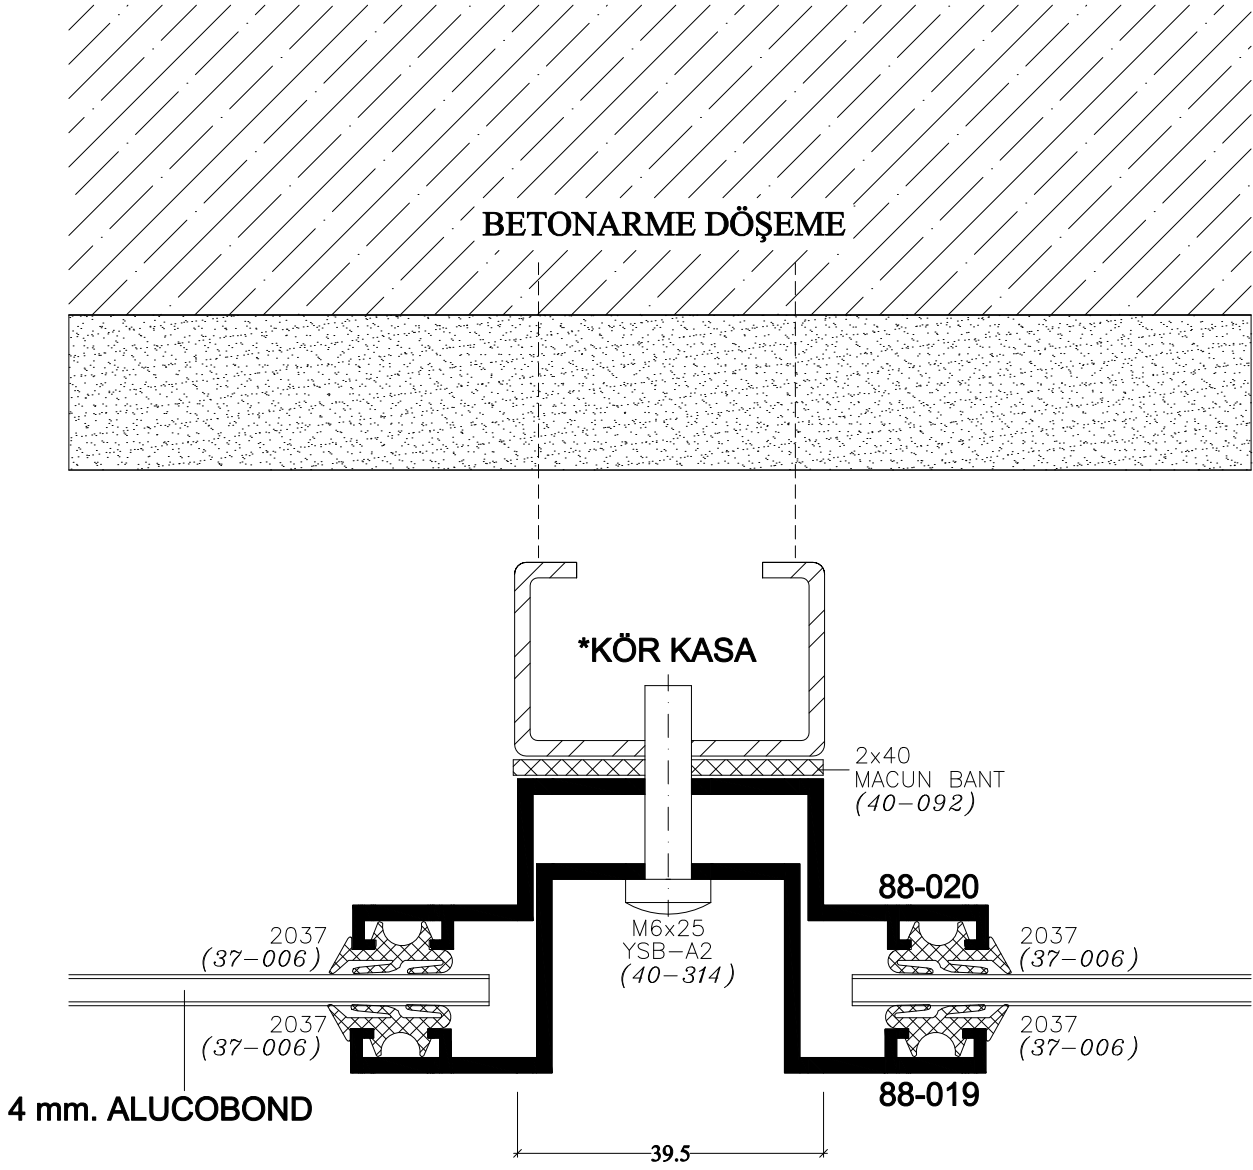 BETONARME DÖŞEME
*KÖR KASA
2x40
MACUN BANT
(40-092)
88-020
M6x25
YSB-A2
(40-314)
2037
(37-006)
2037
(37-006)
2037
(37-006)
2037
(37-006)
88-019
4 mm. ALUCOBOND
39.5